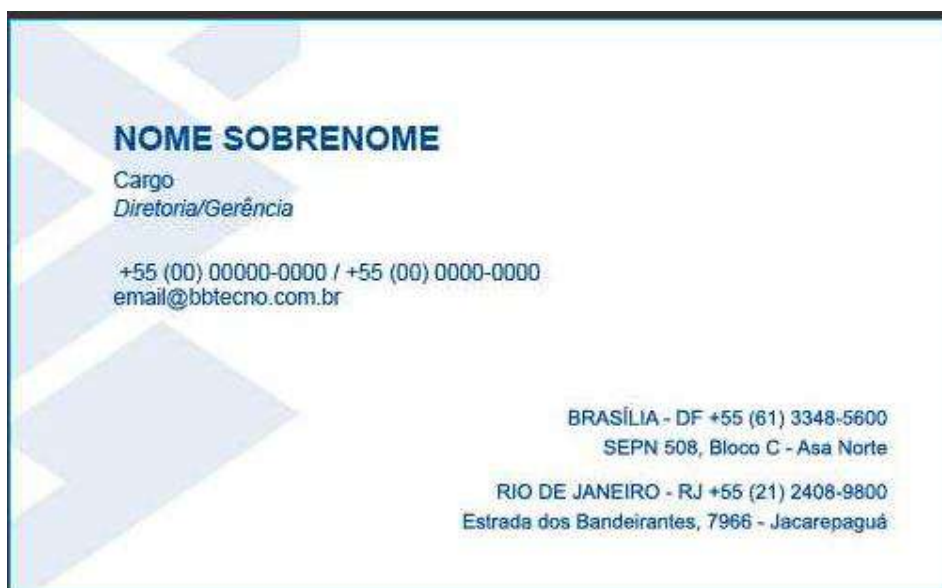 NOME SOBRENOME
Cargo
Diretoria/Gerência
+55 (00) 00000-0000 / +55 (00) 0000-0000
email@bbtecno.com.br
BRASÍLIA - DF +55 (61) 3348-5600
SEPN 508, Bloco C - Asa Norte
RIO DE JANEIRO - RJ +55 (21) 2408-9800
Estrada dos Bandeirantes, 7966 - Jacarepaguá